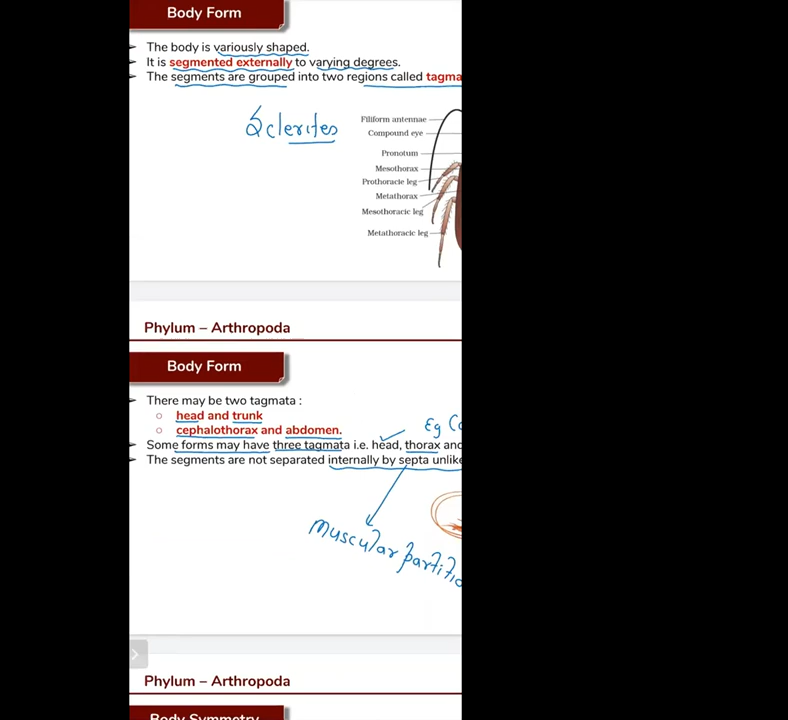 Body Form
The body is variously shaped.
It is segmented externally to varying degrees.
The segments are grouped into two regions called tagma
Sclerites
Filiform antennae
Compound eye
Pronotum
Mesothorax
Prothoracic leg
Metathorax
Mesothoracic leg
Metathoracic leg
Phylum – Arthropoda
Body Form
There may be two tagmata :
head and trunk
cephalothorax and abdomen.
Eg
Some forms may have three tagmata i.e. head, thorax and
The segments are not separated internally by septa unlike
muscular partitio
Phylum – Arthropoda
Body Symmetry